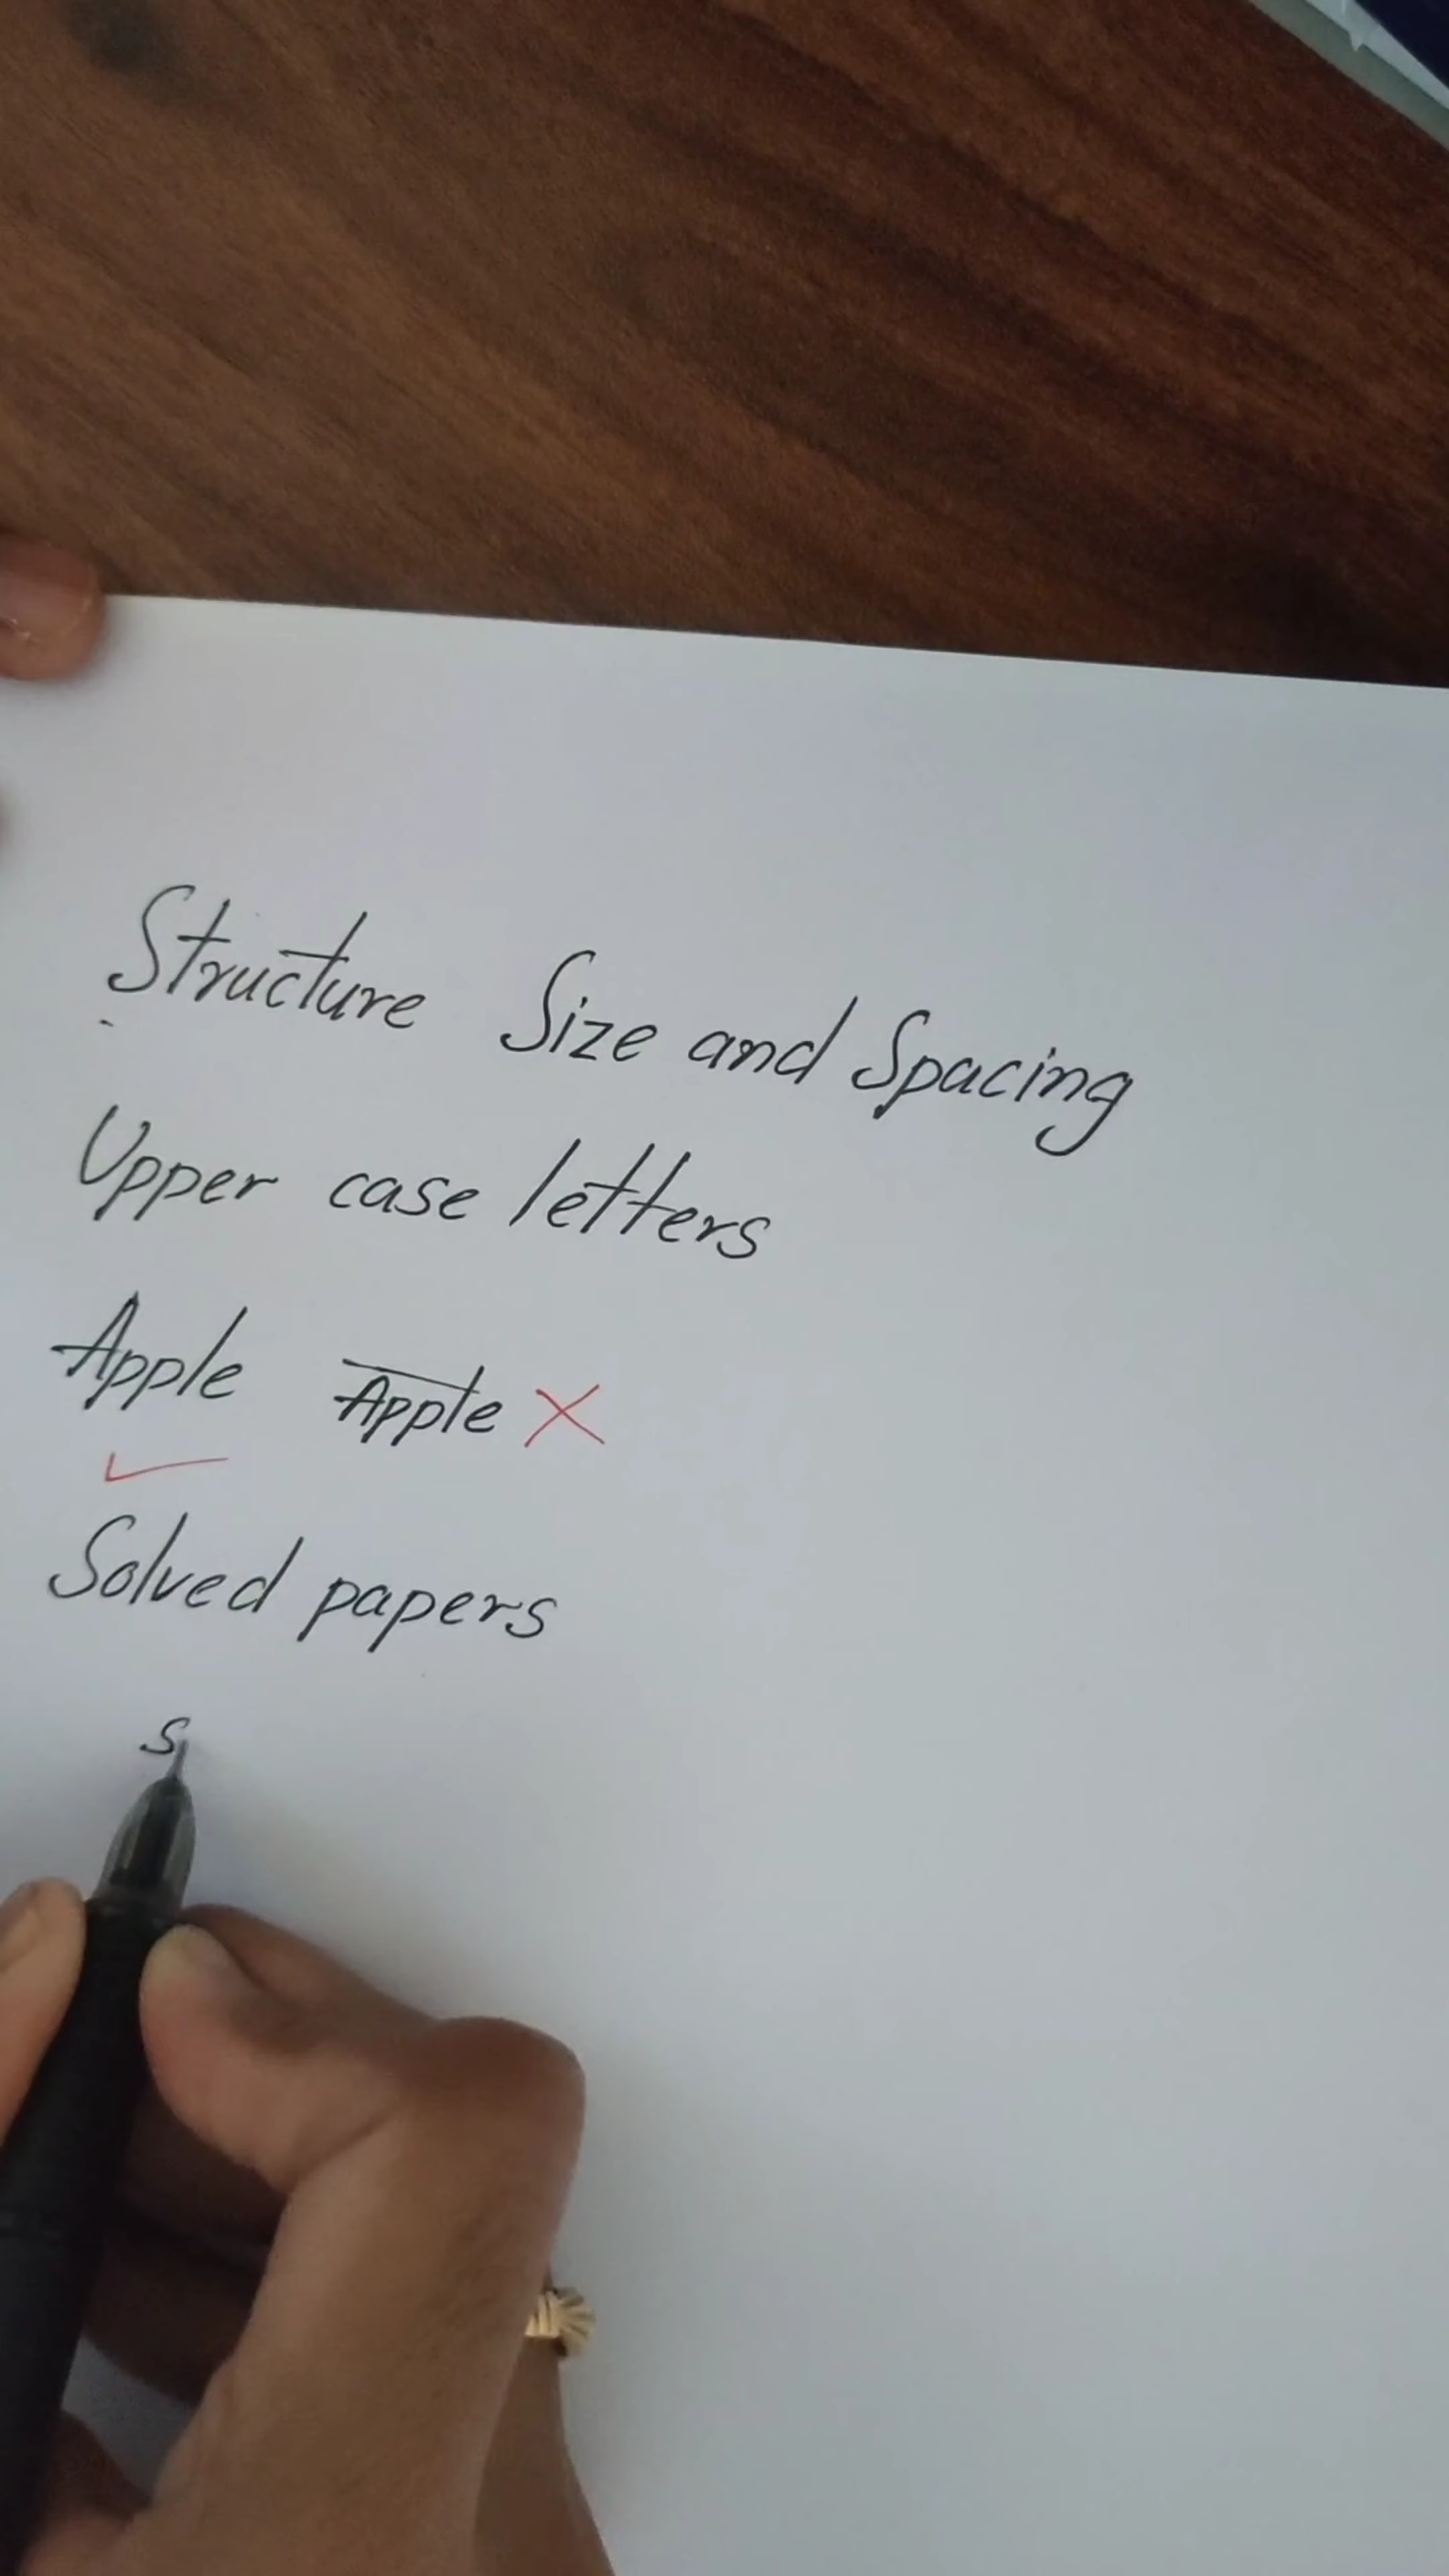 Structure Size and Spacing
Upper case letters
Apple Apple X
Solved papers
s